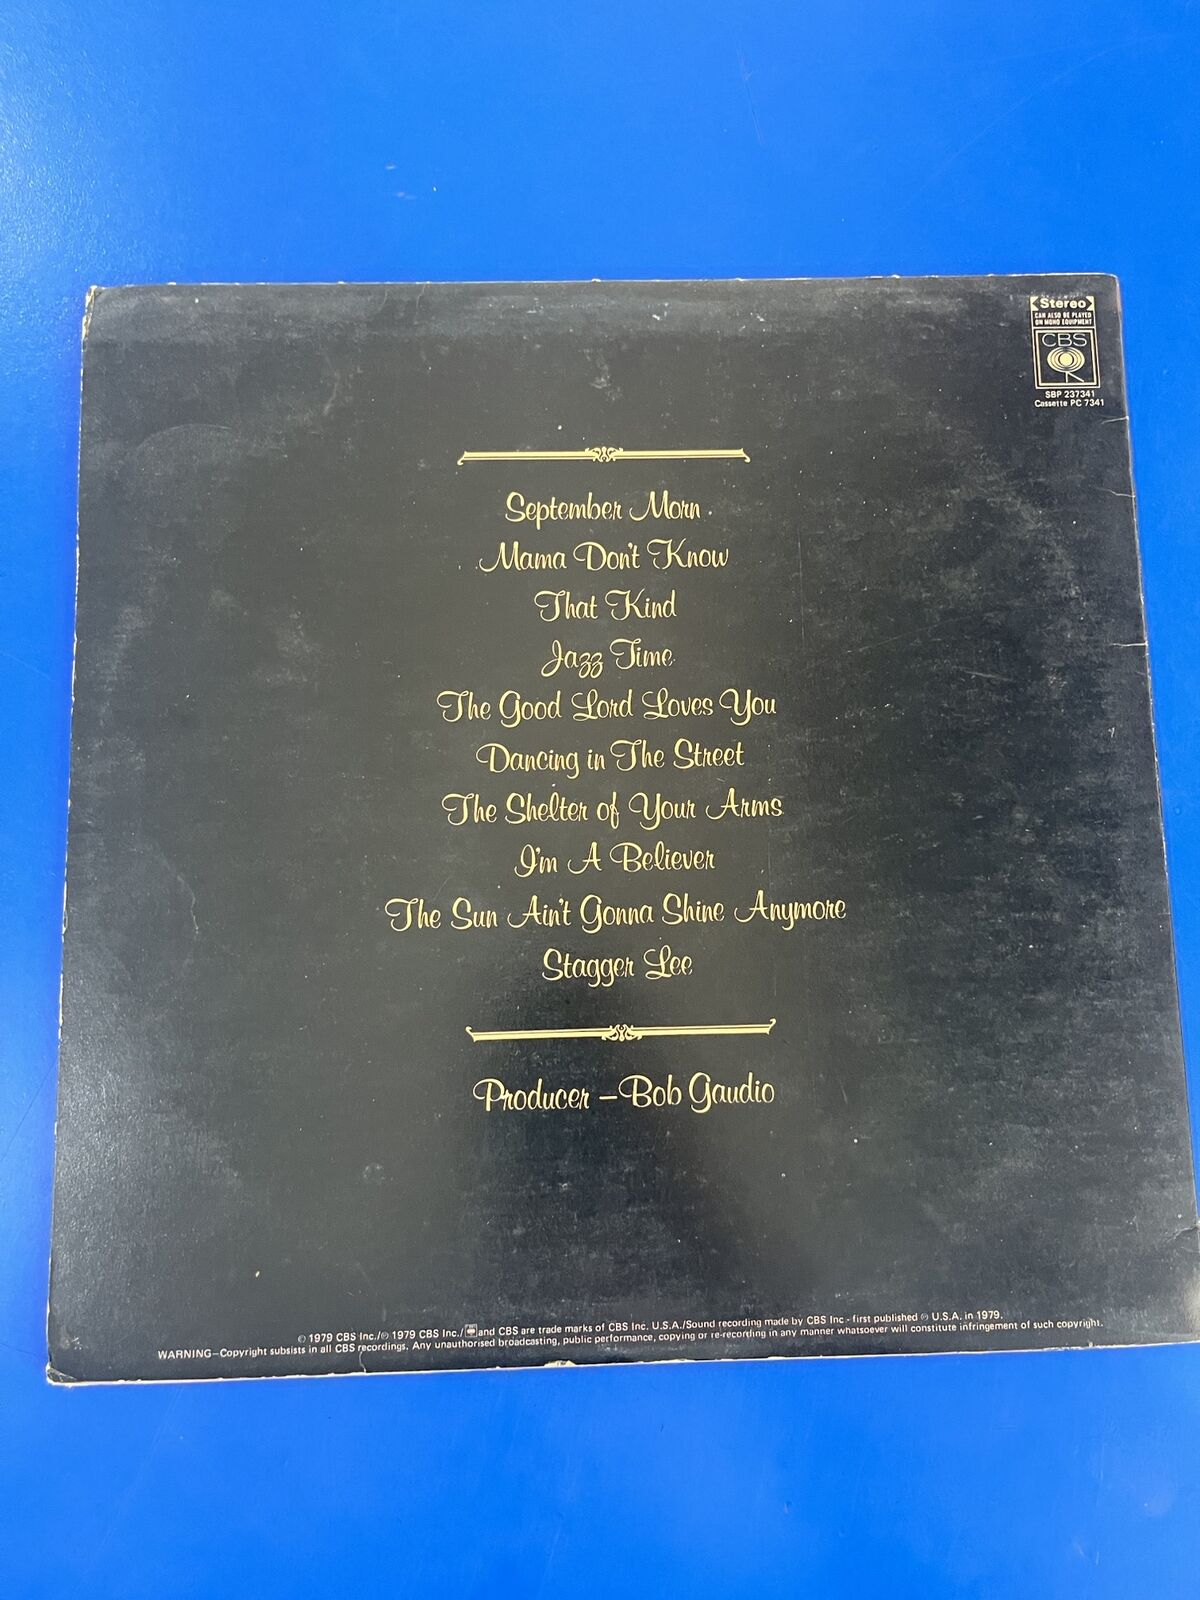 Stereo
CAN ALSO BE PLAYED
ON MONO EQUIPMENT
CBS
SBP 237341
Cassette PC 7341
September Morn
Mama Don't Know
That Kind
Jazz Time
The Good Lord Loves You
Dancing in The Street
The Shelter of Your Arms
I'm A Believer
The Sun Ain't Gonna Shine Anymore
Stagger Lee
Producer – Bob Gaudio
© 1979 CBS Inc./℗ 1979 CBS Inc./ and CBS are trade marks of CBS Inc. U.S.A./Sound recording made by CBS Inc - first published ℗ U.S.A. in 1979.
WARNING–Copyright subsists in all CBS recordings. Any unauthorised broadcasting, public performance, copying or re-recording in any manner whatsoever will constitute infringement of such copyright.